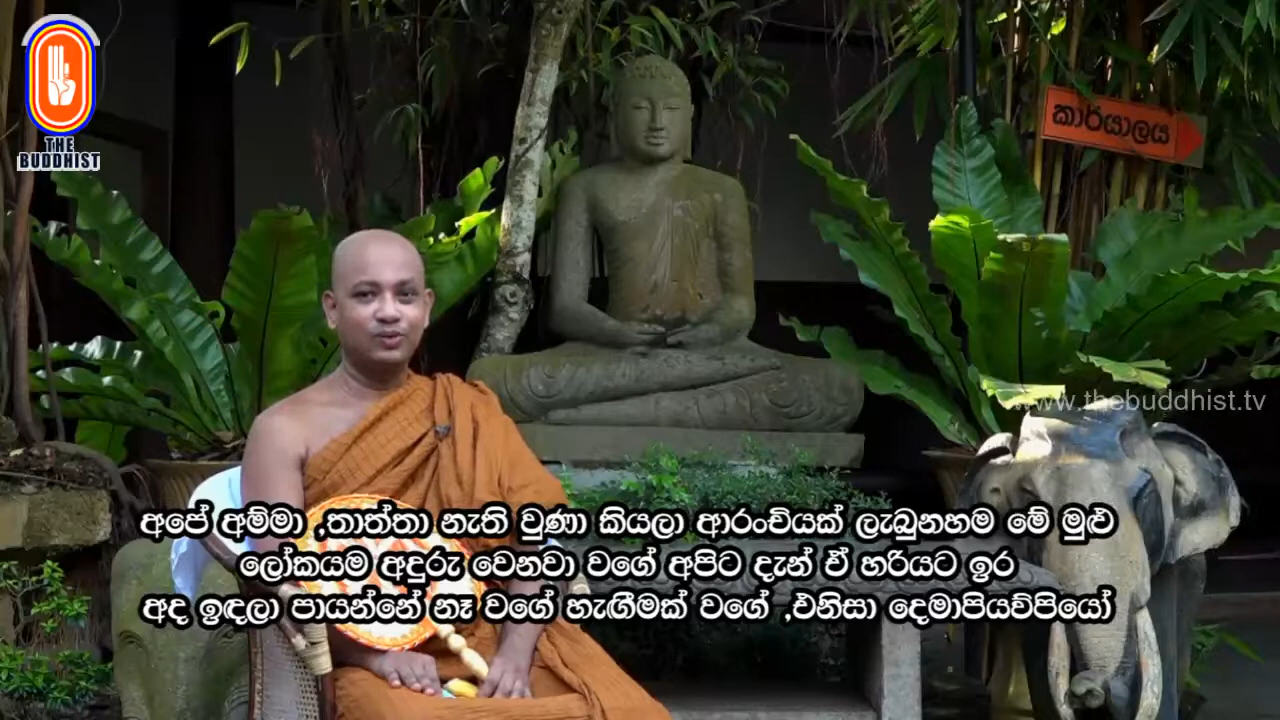 THE
BUDDHIST
කාර්යාලය
www.thebuddhist.tv
අපේ අම්මා ,තාත්තා නැති වුණා කියලා ආරංචියක් ලැබුනහම මේ මුළු
ලෝකයම අඳුරු වෙනවා වගේ අපිට දැන් ඒ හරියට ඉර
අද ඉඳලා පායන්නේ නෑ වගේ හැඟීමක් වගේ ,එනිසා දෙමාපියව්පියෝ